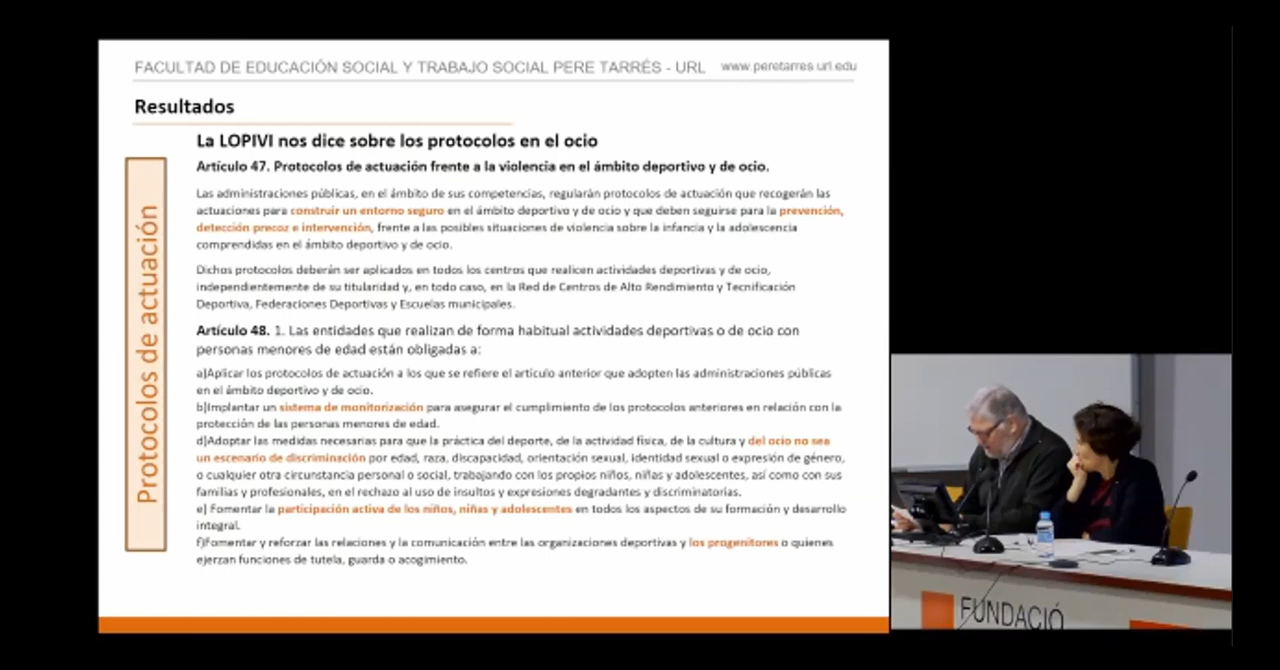 FACULTAD DE EDUCACIÓN SOCIAL Y TRABAJO SOCIAL PERE TARRÉS - URL www.peretarres.url.edu
Resultados
La LOPIVI nos dice sobre los protocolos en el ocio
Protocolos de actuación
Artículo 47. Protocolos de actuación frente a la violencia en el ámbito deportivo y de ocio.
Las administraciones públicas, en el ámbito de sus competencias, regularán protocolos de actuación que recogerán las
actuaciones para construir un entorno seguro en el ámbito deportivo y de ocio y que deben seguirse para la prevención,
detección precoz e intervención, frente a las posibles situaciones de violencia sobre la infancia y la adolescencia
comprendidas en el ámbito deportivo y de ocio.
Dichos protocolos deberán ser aplicados en todos los centros que realicen actividades deportivas y de ocio,
independientemente de su titularidad y, en todo caso, en la Red de Centros de Alto Rendimiento y Tecnificación
Deportiva, Federaciones Deportivas y Escuelas municipales.
Artículo 48. 1. Las entidades que realizan de forma habitual actividades deportivas o de ocio con
personas menores de edad están obligadas a:
a)Aplicar los protocolos de actuación a los que se refiere el artículo anterior que adopten las administraciones públicas
en el ámbito deportivo y de ocio.
b)Implantar un sistema de monitorización para asegurar el cumplimiento de los protocolos anteriores en relación con la
protección de las personas menores de edad.
d)Adoptar las medidas necesarias para que la práctica del deporte, de la actividad física, de la cultura y del ocio no sea
un escenario de discriminación por edad, raza, discapacidad, orientación sexual, identidad sexual o expresión de género,
o cualquier otra circunstancia personal o social, trabajando con los propios niños, niñas y adolescentes, así como con sus
familias y profesionales, en el rechazo al uso de insultos y expresiones degradantes y discriminatorias.
e) Fomentar la participación activa de los niños, niñas y adolescentes en todos los aspectos de su formación y desarrollo
integral.
f)Fomentar y reforzar las relaciones y la comunicación entre las organizaciones deportivas y los progenitores o quienes
ejerzan funciones de tutela, guarda o acogimiento.
FUNDACIÓ